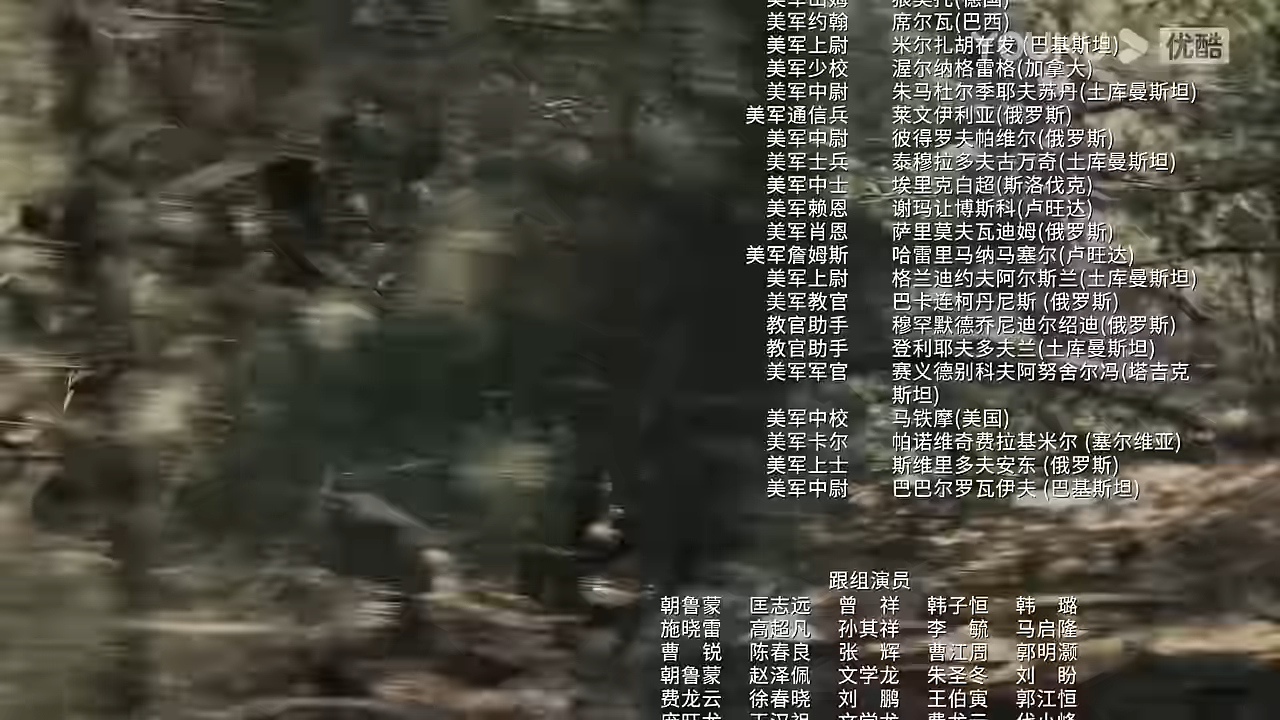 美军约翰 席尔瓦(巴西)
美军上尉 米尔扎胡在发 (巴基斯坦)
优酷
美军少校 渥尔纳格雷格(加拿大)
美军中尉 朱马杜尔季耶夫苏丹(土库曼斯坦)
美军通信兵 莱文伊利亚(俄罗斯)
美军中尉 彼得罗夫帕维尔(俄罗斯)
美军士兵 泰穆拉多夫古万奇(土库曼斯坦)
美军中士 埃里克白超(斯洛伐克)
美军赖恩 谢玛让博斯科(卢旺达)
美军肖恩 萨里莫夫瓦迪姆(俄罗斯)
美军詹姆斯 哈雷里马纳马塞尔(卢旺达)
美军上尉 格兰迪约夫阿尔斯兰(土库曼斯坦)
美军教官 巴卡连柯丹尼斯 (俄罗斯)
教官助手 穆罕默德乔尼迪尔绍迪(俄罗斯)
教官助手 登利耶夫多夫兰(土库曼斯坦)
美军军官 赛义德别科夫阿努舍尔冯(塔吉克
斯坦)
美军中校 马铁摩(美国)
美军卡尔 帕诺维奇费拉基米尔 (塞尔维亚)
美军上士 斯维里多夫安东 (俄罗斯)
美军中尉 巴巴尔罗瓦伊夫 (巴基斯坦)
跟组演员
朝鲁蒙 匡志远 曾 祥 韩子恒 韩 璐
施晓雷 高超凡 孙其祥 李 毓 马启隆
曹 锐 陈春良 张 辉 曹江周 郭明灏
朝鲁蒙 赵泽佩 文学龙 朱圣冬 刘 盼
费龙云 徐春晓 刘 鹏 王伯寅 郭江恒